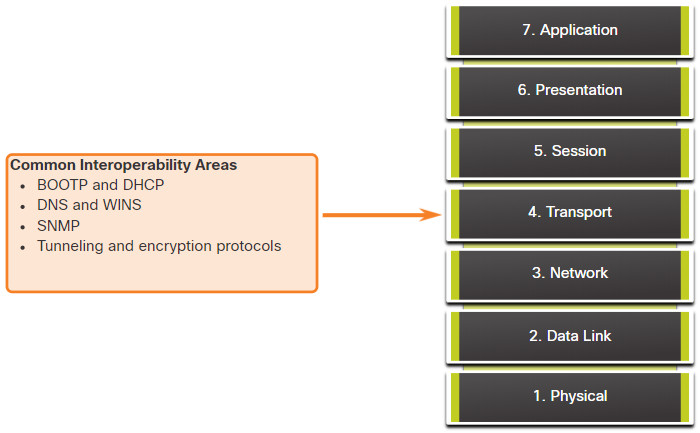 Common Interoperability Areas
• BOOTP and DHCP
• DNS and WINS
• SNMP
• Tunneling and encryption protocols
7. Application
6. Presentation
5. Session
4. Transport
3. Network
2. Data Link
1. Physical